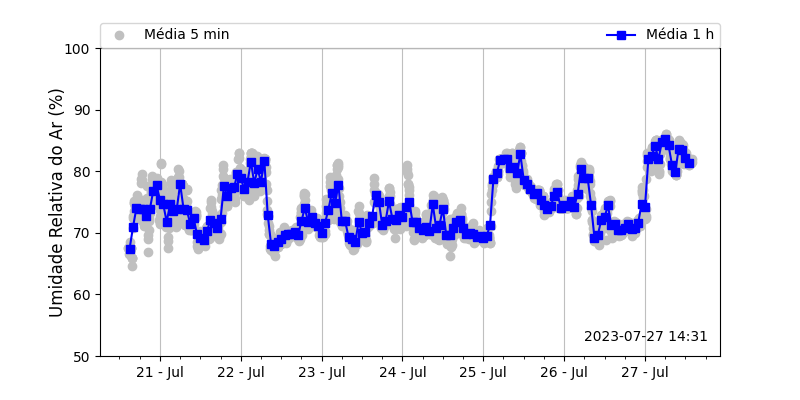 Média 5 min
Média 1 h
Umidade Relativa do Ar (%)
100
90
80
70
60
50
2023-07-27 14:31
21 - Jul
22 - Jul
23 - Jul
24 - Jul
25 - Jul
26 - Jul
27 - Jul